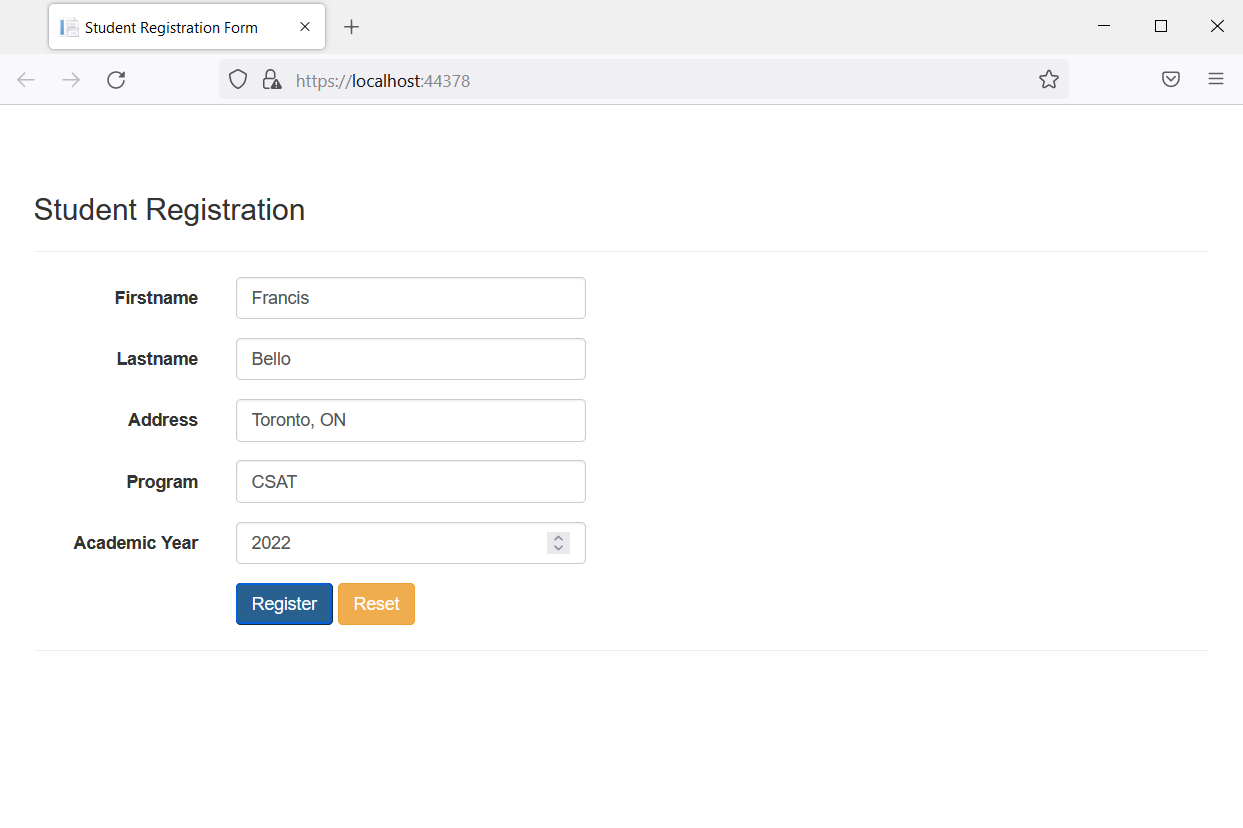 Student Registration Form
https://localhost:44378
Student Registration
Firstname Francis
Lastname Bello
Address Toronto, ON
Program CSAT
Academic Year 2022
Register Reset